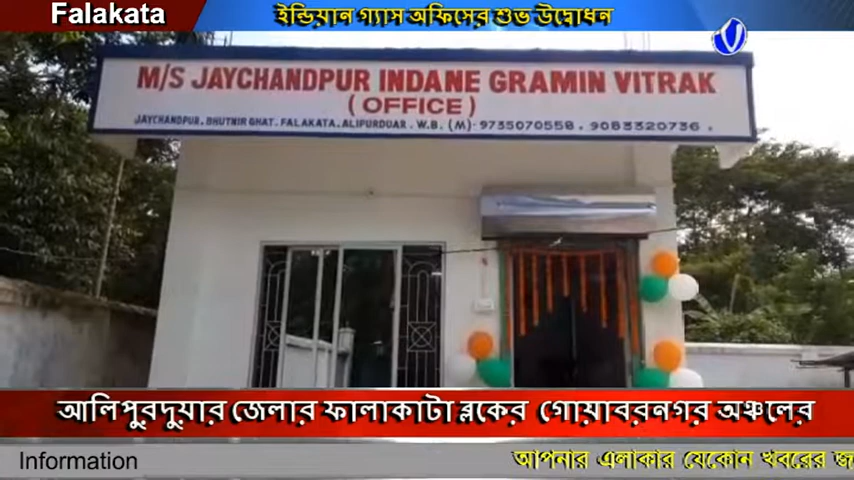 Falakata
ইন্ডিয়ান গ্যাস অফিসের শুভ উদ্বোধন
M/S JAYCHANDPUR INDANE GRAMIN VITRAK
(OFFICE)
JAYCHANDPUR. BHUTNIR GHAT. FALAKATA. ALIPURDUAR. W.B. (M) 9735070558. 9083320736.
আলিপুরদুয়ার জেলার ফালাকাটা ব্লকের গোয়াবরনগর অঞ্চলের
Information
আপনার এলাকার যেকোন খবরের জ